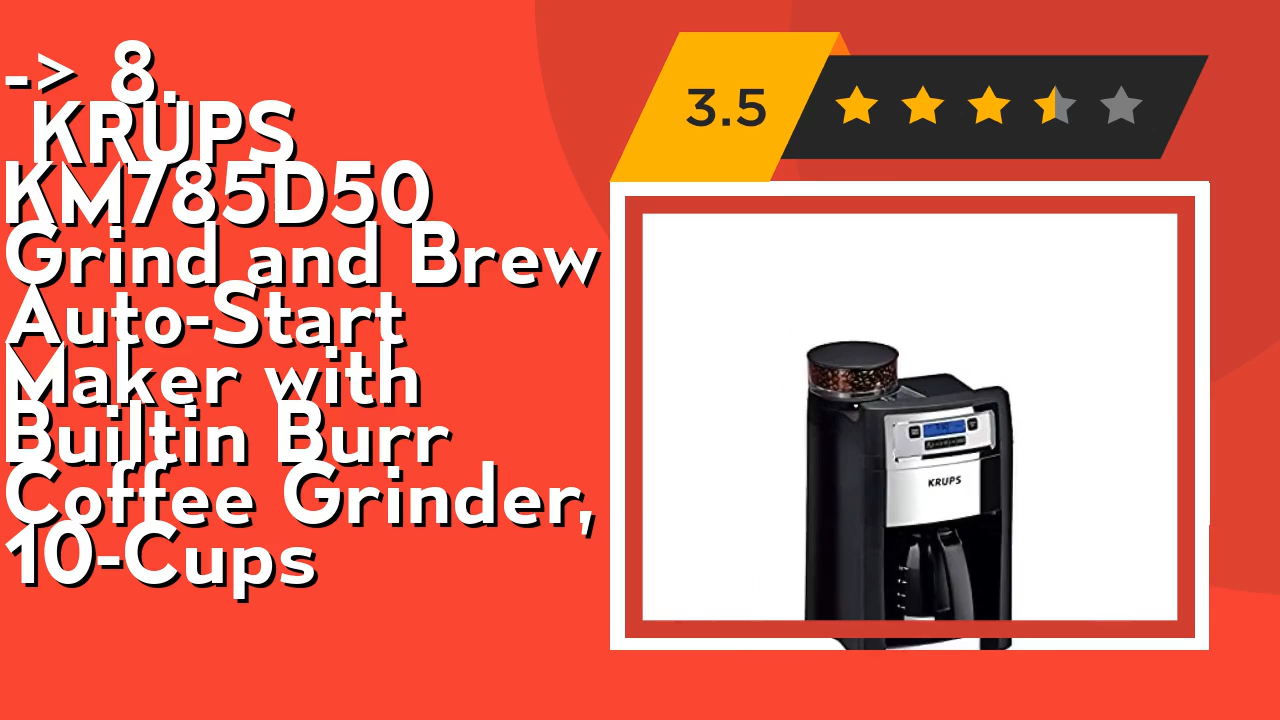 -> 8.
KRUPS
KM785D50
Grind and Brew
Auto-Start
Maker with
Builtin Burr
Coffee Grinder,
10-Cups
3.5
KRUPS